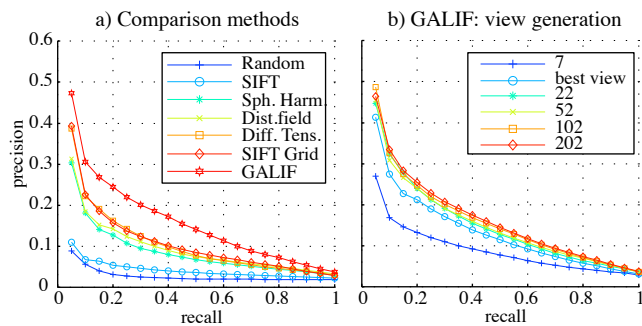 a) Comparison methods
b) GALIF: view generation
0.6
0.5
0.4
0.3
0.2
0.1
0
precision
Random
SIFT
Sph. Harm.
Dist.field
Diff. Tens.
SIFT Grid
GALIF
7
best view
22
52
102
202
0 0.2 0.4 0.6 0.8 1
0 0.2 0.4 0.6 0.8 1
recall
recall